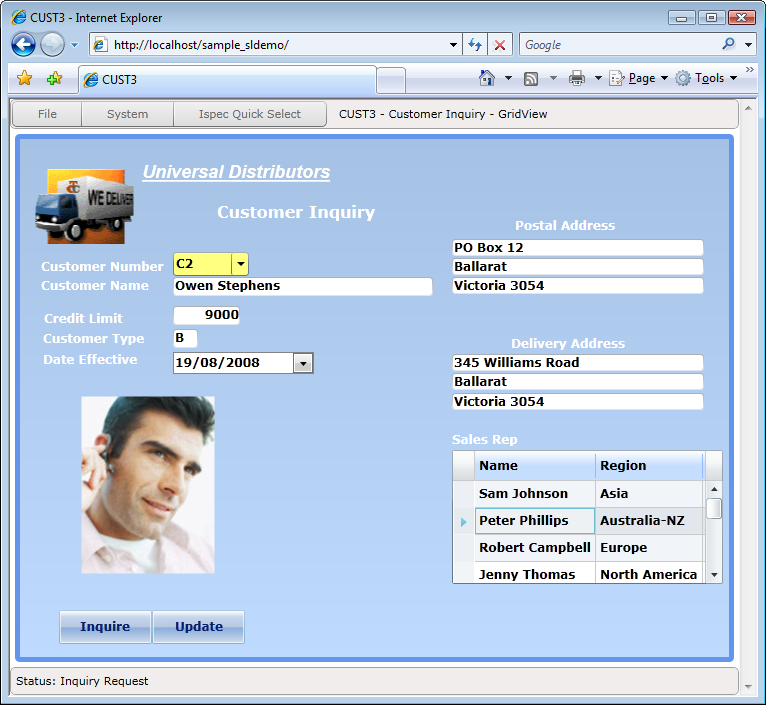 CUST3 - Internet Explorer
http://localhost/sample_sldemo/
Google
CUST3
Page
Tools
File
System
Ispec Quick Select
CUST3 - Customer Inquiry - GridView
WE DELIVER
Universal Distributors
Customer Inquiry
Customer Number C2
Customer Name Owen Stephens
Credit Limit 9000
Customer Type B
Date Effective 19/08/2008
Postal Address
PO Box 12
Ballarat
Victoria 3054
Delivery Address
345 Williams Road
Ballarat
Victoria 3054
Sales Rep
Name Region
Sam Johnson Asia
Peter Phillips Australia-NZ
Robert Campbell Europe
Jenny Thomas North America
Inquire Update
Status: Inquiry Request